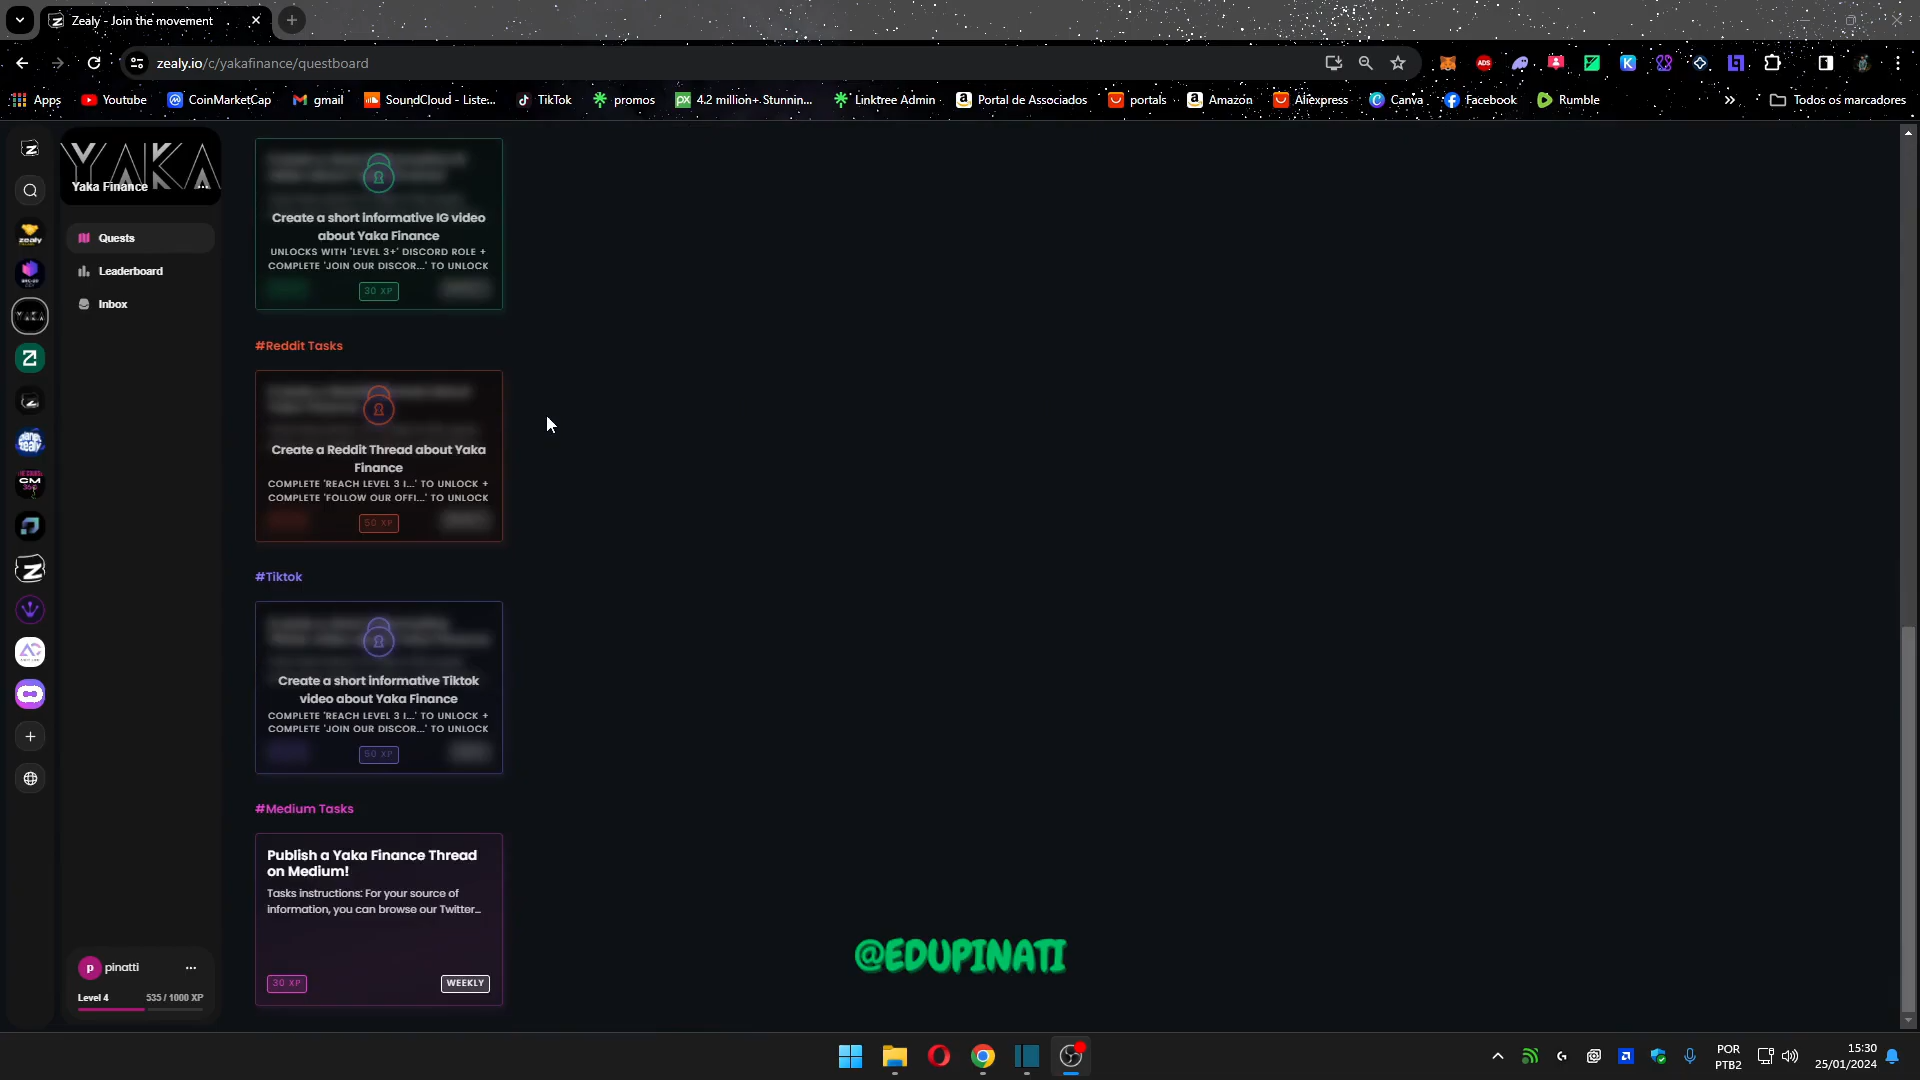 Zealy - Join the movement
zealy.io/c/yakafinance/questboard
Apps
Youtube
CoinMarketCap
gmail
SoundCloud - Liste...
TikTok
promos
4.2 million+ Stunnin...
Linktree Admin
Portal de Associados
portals
Amazon
Aliexpress
Canva
Facebook
Rumble
Todos os marcadores
YAKA
Yaka Finance
Quests
Leaderboard
Inbox
Create a short informative IG video
about Yaka Finance
UNLOCKS WITH 'LEVEL 3+' DISCORD ROLE +
COMPLETE 'JOIN OUR DISCOR...' TO UNLOCK
30 XP
#Reddit Tasks
Create a Reddit Thread about Yaka
Finance
COMPLETE 'REACH LEVEL 3 I...' TO UNLOCK +
COMPLETE 'FOLLOW OUR OFFI...' TO UNLOCK
50 XP
#Tiktok
Create a short informative Tiktok
video about Yaka Finance
COMPLETE 'REACH LEVEL 3 I...' TO UNLOCK +
COMPLETE 'JOIN OUR DISCOR...' TO UNLOCK
50 XP
#Medium Tasks
Publish a Yaka Finance Thread
on Medium!
Tasks instructions: For your source of
information, you can browse our Twitter...
30 XP
WEEKLY
@EDUPINATI
p pinatti
Level 4
535 / 1000 XP
POR
PTB2
15:30
25/01/2024